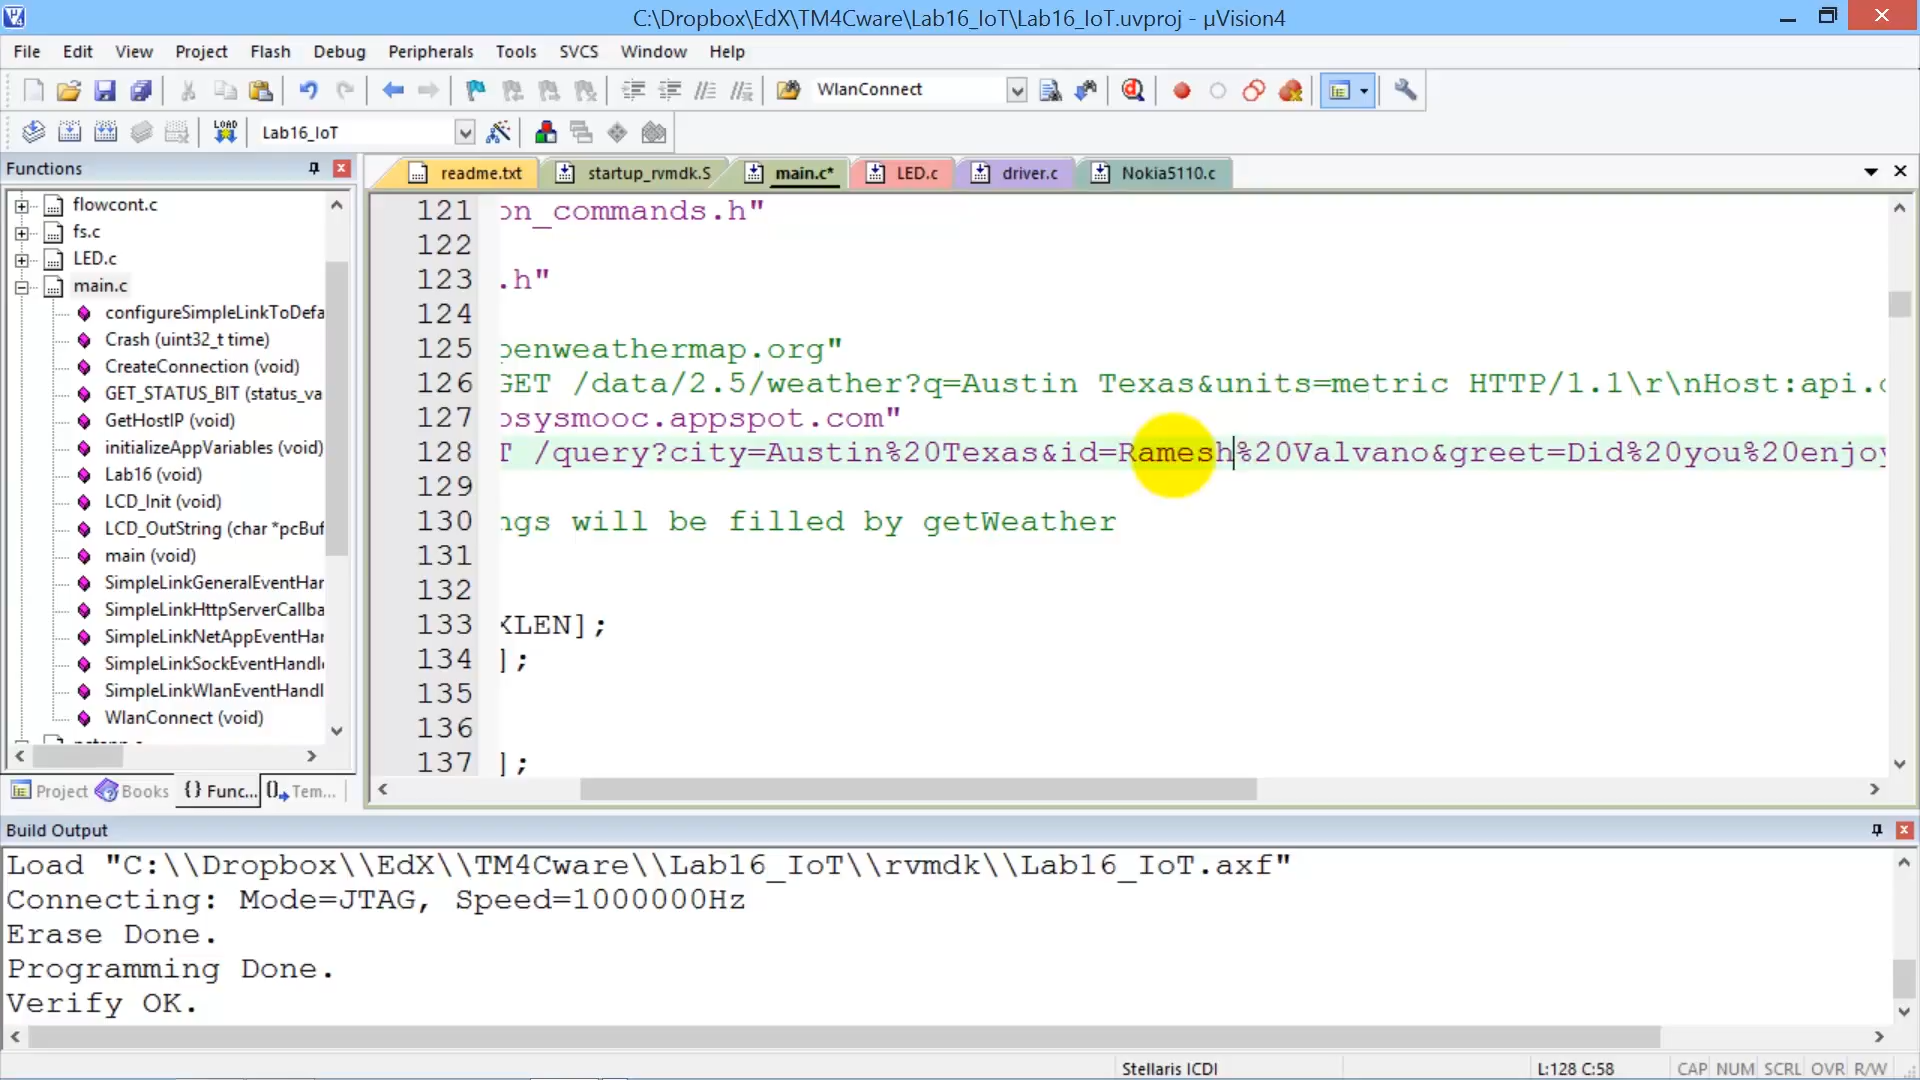 C:\Dropbox\EdX\TM4Cware\Lab16_IoT\Lab16_IoT.uvproj - µVision4
File Edit View Project Flash Debug Peripherals Tools SVCS Window Help
WlanConnect
LOAD Lab16_IoT
Functions
readme.txt startup_rvmdk.S main.c* LED.c driver.c Nokia5110.c
flowcont.c
fs.c
LED.c
main.c
configureSimpleLinkToDefa
Crash (uint32_t time)
CreateConnection (void)
GET_STATUS_BIT (status_va
GetHostIP (void)
initializeAppVariables (void)
Lab16 (void)
LCD_Init (void)
LCD_OutString (char *pcBuf
main (void)
SimpleLinkGeneralEventHar
SimpleLinkHttpServerCallba
SimpleLinkNetAppEventHar
SimpleLinkSockEventHandle
SimpleLinkWlanEventHandl
WlanConnect (void)
Project Books {} Func... Tem...
121 on_commands.h"
122
123 .h"
124
125 penweathermap.org"
126 GET /data/2.5/weather?q=Austin Texas&units=metric HTTP/1.1\r\nHost:api.o
127 osysmooc.appspot.com"
128 T /query?city=Austin%20Texas&id=Ramesh%20Valvano&greet=Did%20you%20enjoy
129
130 ngs will be filled by getWeather
131
132
133 XLEN];
134 ];
135
136
137 ];
Build Output
Load "C:\\Dropbox\\EdX\\TM4Cware\\Lab16_IoT\\rvmdk\\Lab16_IoT.axf"
Connecting: Mode=JTAG, Speed=1000000Hz
Erase Done.
Programming Done.
Verify OK.
Stellaris ICDI L:128 C:58 CAP NUM SCRL OVR R/W